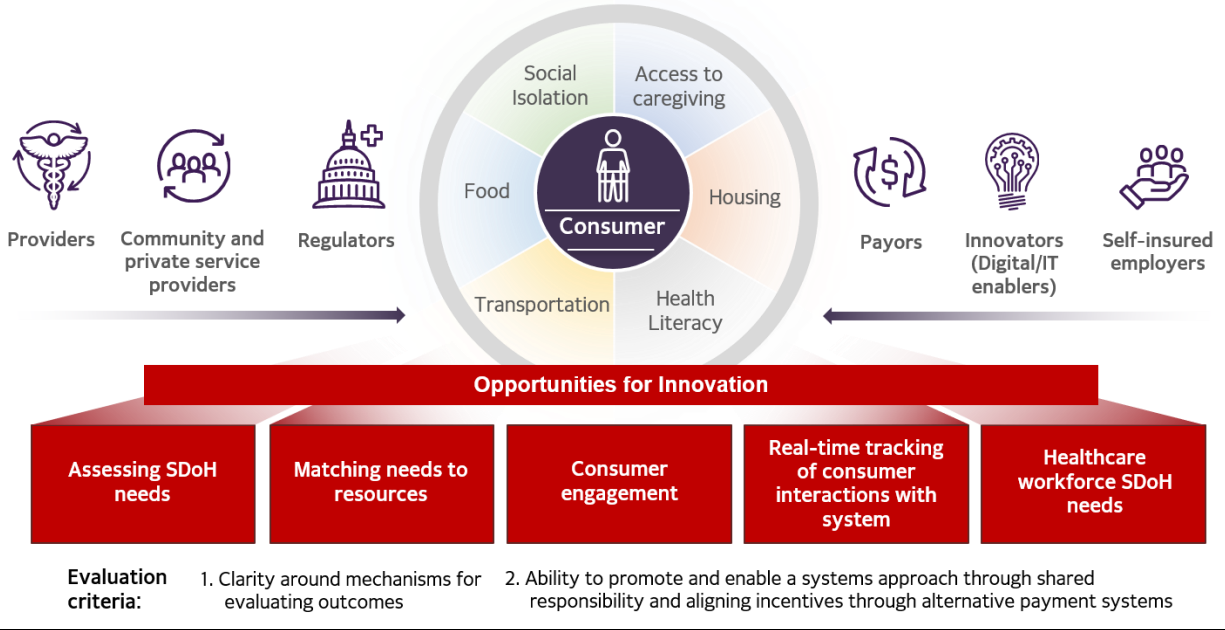 Social
Isolation
Access to
caregiving
Food
Consumer
Housing
Transportation
Health
Literacy
Providers
Community and
private service
providers
Regulators
Payors
Innovators
(Digital/IT
enablers)
Self-insured
employers
Opportunities for Innovation
Assessing SDoH
needs
Matching needs to
resources
Consumer
engagement
Real-time tracking
of consumer
interactions with
system
Healthcare
workforce SDoH
needs
Evaluation
criteria:
1. Clarity around mechanisms for
evaluating outcomes
2. Ability to promote and enable a systems approach through shared
responsibility and aligning incentives through alternative payment systems